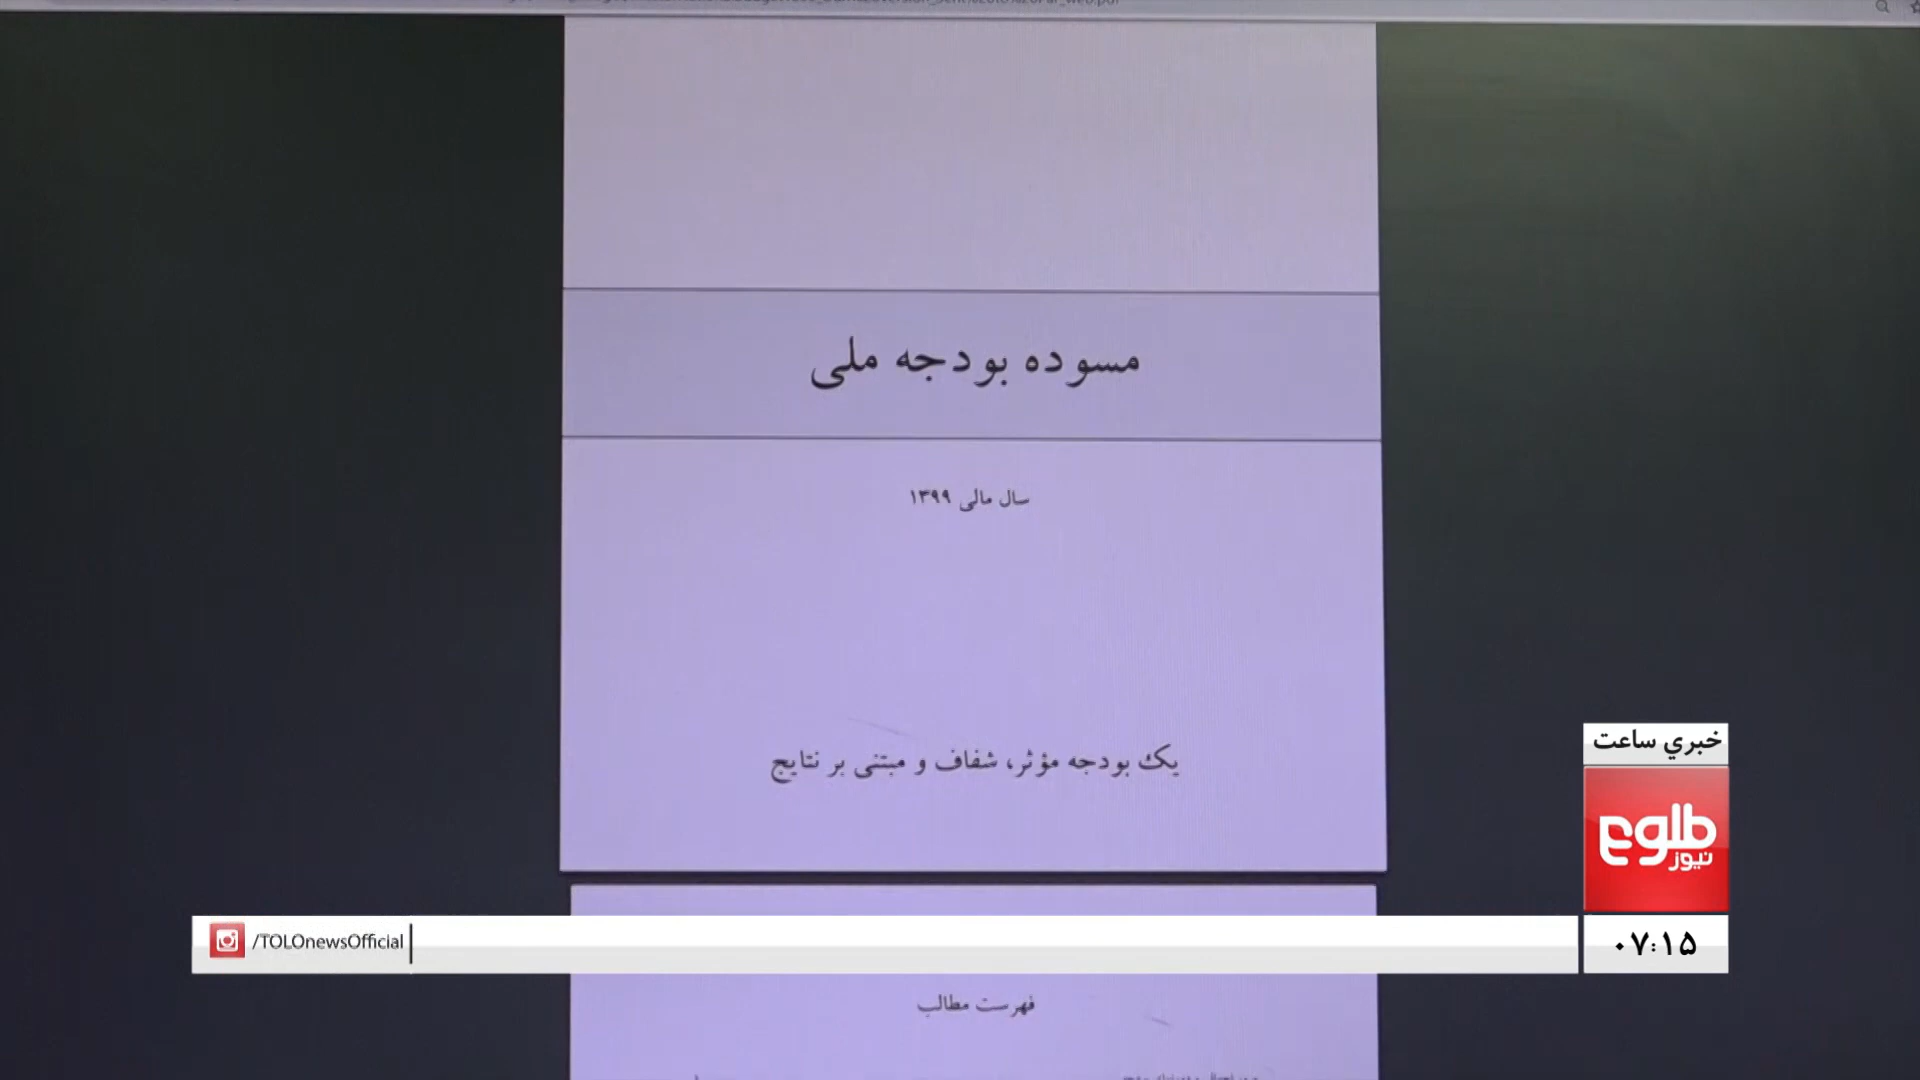 مسوده بودجه ملی
سال مالی ۱۳۹۹
یک بودجه مؤثر، شفاف و مبتنی بر نتایج
خبري ساعت
طلوع
نیوز
/TOLOnewsOfficial
۰۷:۱۵
فهرست مطالب